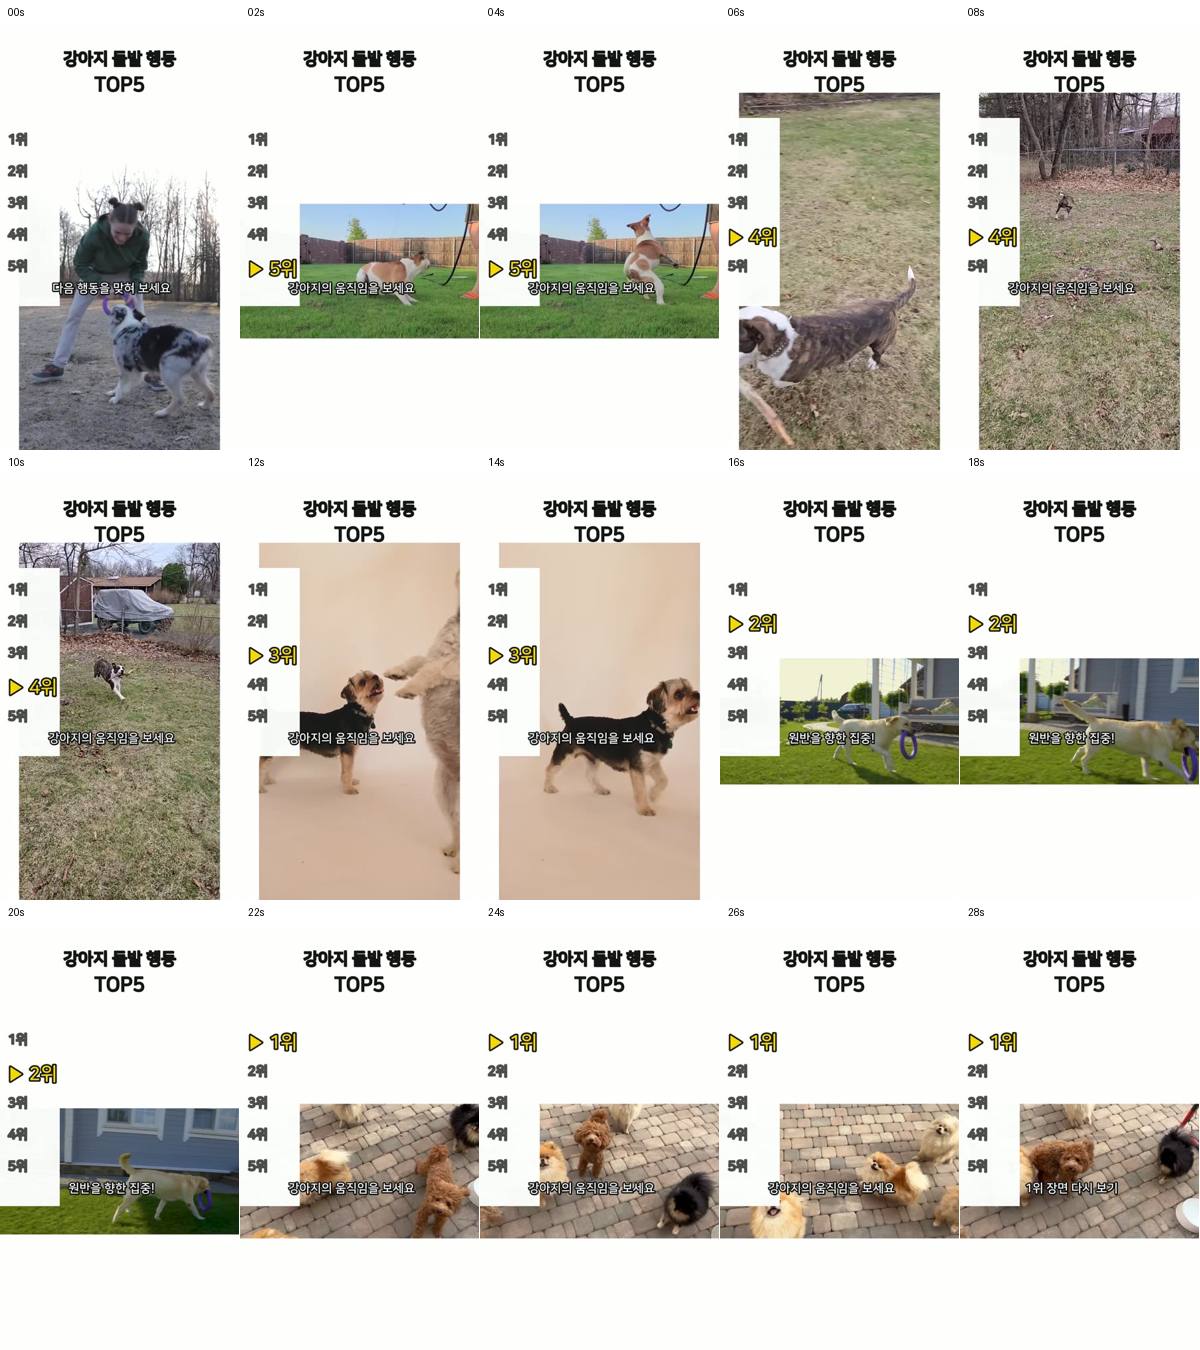 00s
강아지 돌발 행동
TOP5
1위
2위
3위
4위
5위
다음 행동을 맞혀 보세요
02s
강아지 돌발 행동
TOP5
1위
2위
3위
4위
▶ 5위
강아지의 움직임을 보세요
04s
강아지 돌발 행동
TOP5
1위
2위
3위
4위
▶ 5위
강아지의 움직임을 보세요
06s
강아지 돌발 행동
TOP5
1위
2위
3위
▶ 4위
5위
08s
강아지 돌발 행동
TOP5
1위
2위
3위
▶ 4위
5위
강아지의 움직임을 보세요
10s
강아지 돌발 행동
TOP5
1위
2위
3위
▶ 4위
5위
강아지의 움직임을 보세요
12s
강아지 돌발 행동
TOP5
1위
2위
▶ 3위
4위
5위
강아지의 움직임을 보세요
14s
강아지 돌발 행동
TOP5
1위
2위
▶ 3위
4위
5위
강아지의 움직임을 보세요
16s
강아지 돌발 행동
TOP5
1위
▶ 2위
3위
4위
5위
원반을 향한 집중!
18s
강아지 돌발 행동
TOP5
1위
▶ 2위
3위
4위
5위
원반을 향한 집중!
20s
강아지 돌발 행동
TOP5
1위
▶ 2위
3위
4위
5위
원반을 향한 집중!
22s
강아지 돌발 행동
TOP5
▶ 1위
2위
3위
4위
5위
강아지의 움직임을 보세요
24s
강아지 돌발 행동
TOP5
▶ 1위
2위
3위
4위
5위
강아지의 움직임을 보세요
26s
강아지 돌발 행동
TOP5
▶ 1위
2위
3위
4위
5위
강아지의 움직임을 보세요
28s
강아지 돌발 행동
TOP5
▶ 1위
2위
3위
4위
5위
1위 장면 다시 보기